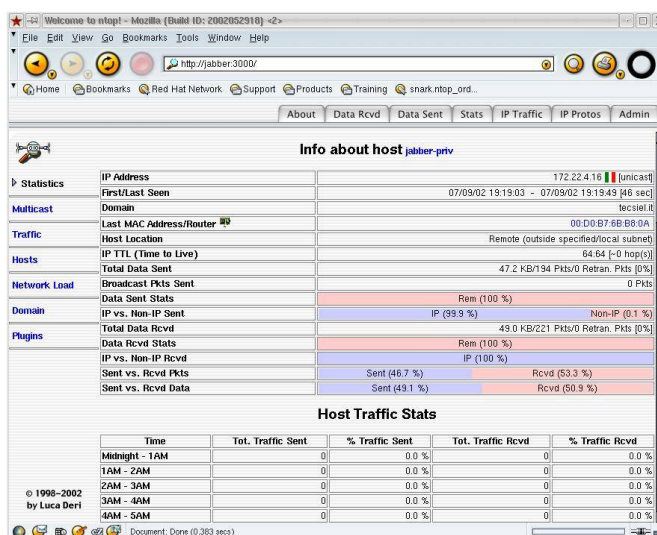 Welcome to ntop! - Mozilla {Build ID: 2002052918} <2>
File Edit View Go Bookmarks Tools Window Help
http://jabber:3000/
Home Bookmarks Red Hat Network Support Products Training snark.ntop_ord...
About Data Rcvd Data Sent Stats IP Traffic IP Protos Admin
Info about host jabber-priv
Statistics
Multicast
Traffic
Hosts
Network Load
Domain
Plugins
© 1998-2002
by Luca Deri
IP Address 172.22.4.16 [unicast]
First/Last Seen 07/09/02 19:19:03 - 07/09/02 19:19:49 [46 sec]
Domain tecsiel.it
Last MAC Address/Router 00:D0:B7:6B:B8:0A
Host Location Remote (outside specified/local subnet)
IP TTL (Time to Live) 64:64 [~0 hop(s)]
Total Data Sent 47.2 KB/194 Pkts/0 Retran. Pkts [0%]
Broadcast Pkts Sent 0 Pkts
Data Sent Stats Rem (100 %)
IP vs. Non-IP Sent IP (99.9 %) Non-IP (0.1 %)
Total Data Rcvd 49.0 KB/221 Pkts/0 Retran. Pkts [0%]
Data Rcvd Stats Rem (100 %)
IP vs. Non-IP Rcvd IP (100 %)
Sent vs. Rcvd Pkts Sent (46.7 %) Rcvd (53.3 %)
Sent vs. Rcvd Data Sent (49.1 %) Rcvd (50.9 %)
Host Traffic Stats
Time Tot. Traffic Sent % Traffic Sent Tot. Traffic Rcvd % Traffic Rcvd
Midnight - 1AM 0 0.0 % 0 0.0 %
1AM - 2AM 0 0.0 % 0 0.0 %
2AM - 3AM 0 0.0 % 0 0.0 %
3AM - 4AM 0 0.0 % 0 0.0 %
4AM - 5AM 0 0.0 % 0 0.0 %
Document: Done (0.383 secs)